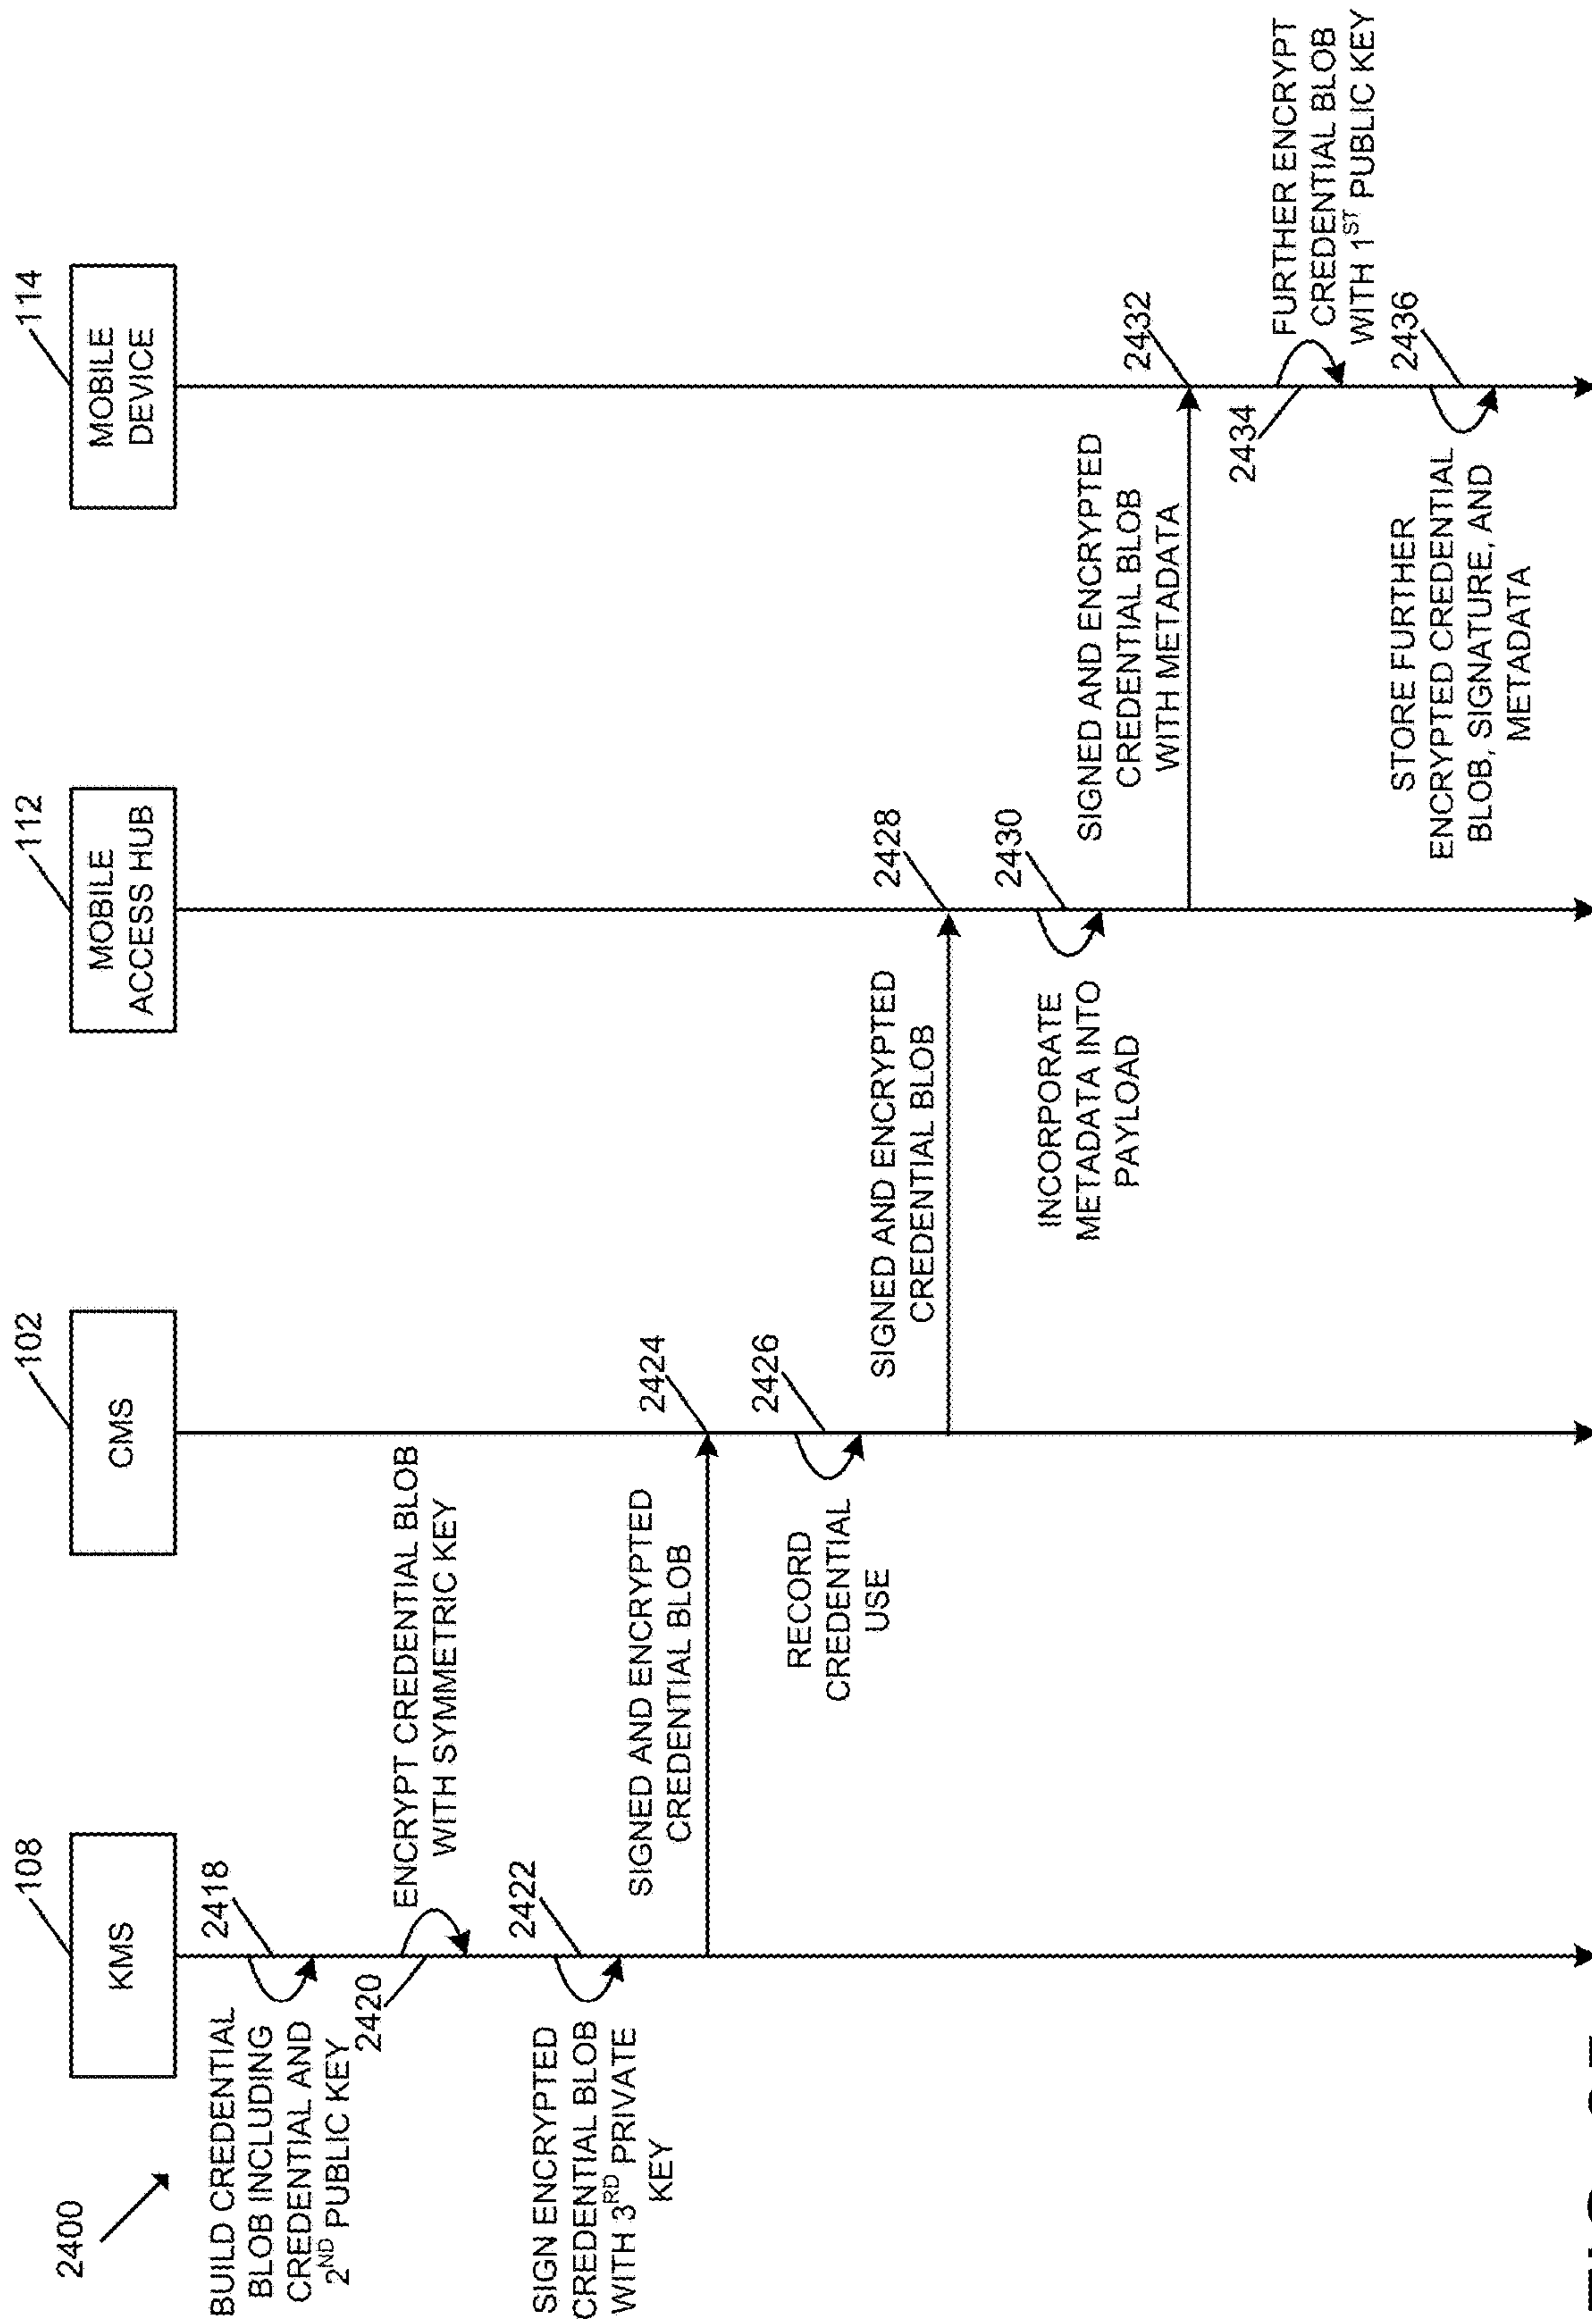 2400
108
KMS
102
CMS
112
MOBILE
ACCESS HUB
114
MOBILE
DEVICE
BUILD CREDENTIAL
BLOB INCLUDING
CREDENTIAL AND
2ND PUBLIC KEY
2418
ENCRYPT CREDENTIAL BLOB
WITH SYMMETRIC KEY
2420
SIGN ENCRYPTED
CREDENTIAL BLOB
WITH 3RD PRIVATE
KEY
2422
SIGNED AND ENCRYPTED
CREDENTIAL BLOB
2424
RECORD
CREDENTIAL
USE
2426
SIGNED AND ENCRYPTED
CREDENTIAL BLOB
2428
INCORPORATE
METADATA INTO
PAYLOAD
2430
SIGNED AND ENCRYPTED
CREDENTIAL BLOB
WITH METADATA
2432
FURTHER ENCRYPT
CREDENTIAL BLOB
WITH 1ST PUBLIC KEY
2434
STORE FURTHER
ENCRYPTED CREDENTIAL
BLOB, SIGNATURE, AND
METADATA
2436